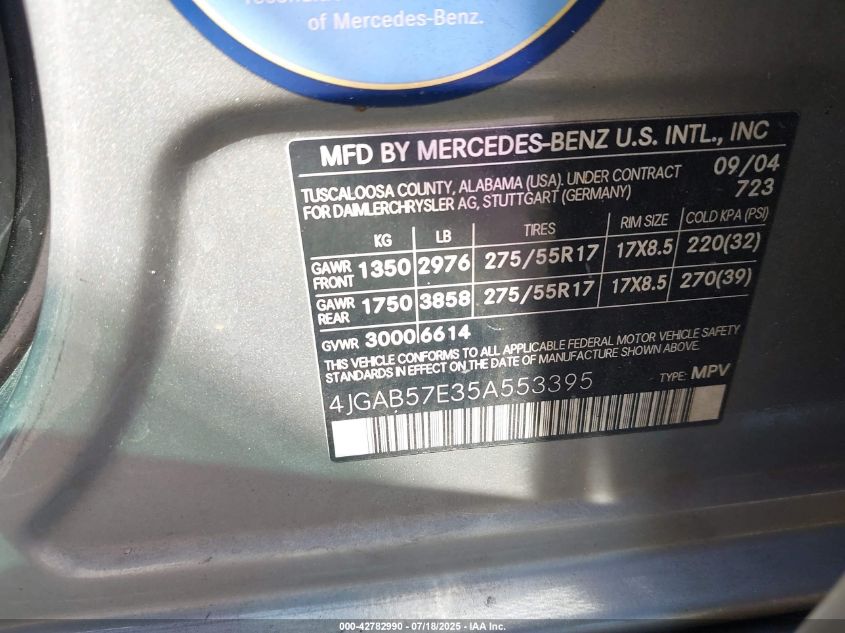 of Mercedes-Benz.
MFD BY MERCEDES-BENZ U.S. INTL., INC
TUSCALOOSA COUNTY, ALABAMA (USA). UNDER CONTRACT 09/04
FOR DAIMLERCHRYSLER AG, STUTTGART (GERMANY) 723
KG LB TIRES RIM SIZE COLD KPA (PSI)
GAWR FRONT 1350 2976 275/55R17 17X8.5 220(32)
GAWR REAR 1750 3858 275/55R17 17X8.5 270(39)
GVWR 3000 6614
THIS VEHICLE CONFORMS TO ALL APPLICABLE FEDERAL MOTOR VEHICLE SAFETY
STANDARDS IN EFFECT ON THE DATE OF MANUFACTURE SHOWN ABOVE.
4JGAB57E35A553395 TYPE: MPV
000-42782990 - 07/18/2025 - IAA Inc.